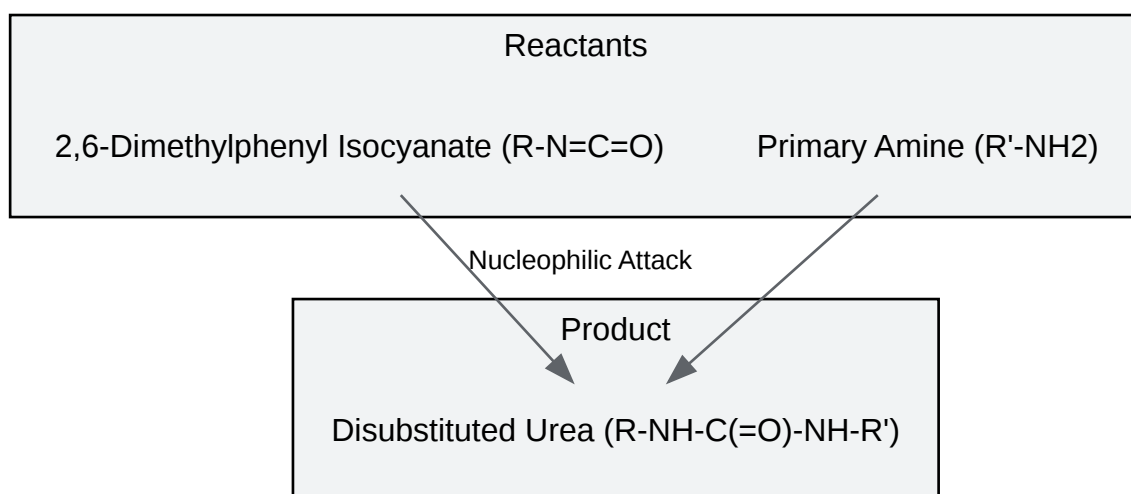 Reactants
2,6-Dimethylphenyl Isocyanate (R-N=C=O)
Primary Amine (R'-NH2)
Nucleophilic Attack
Product
Disubstituted Urea (R-NH-C(=O)-NH-R')